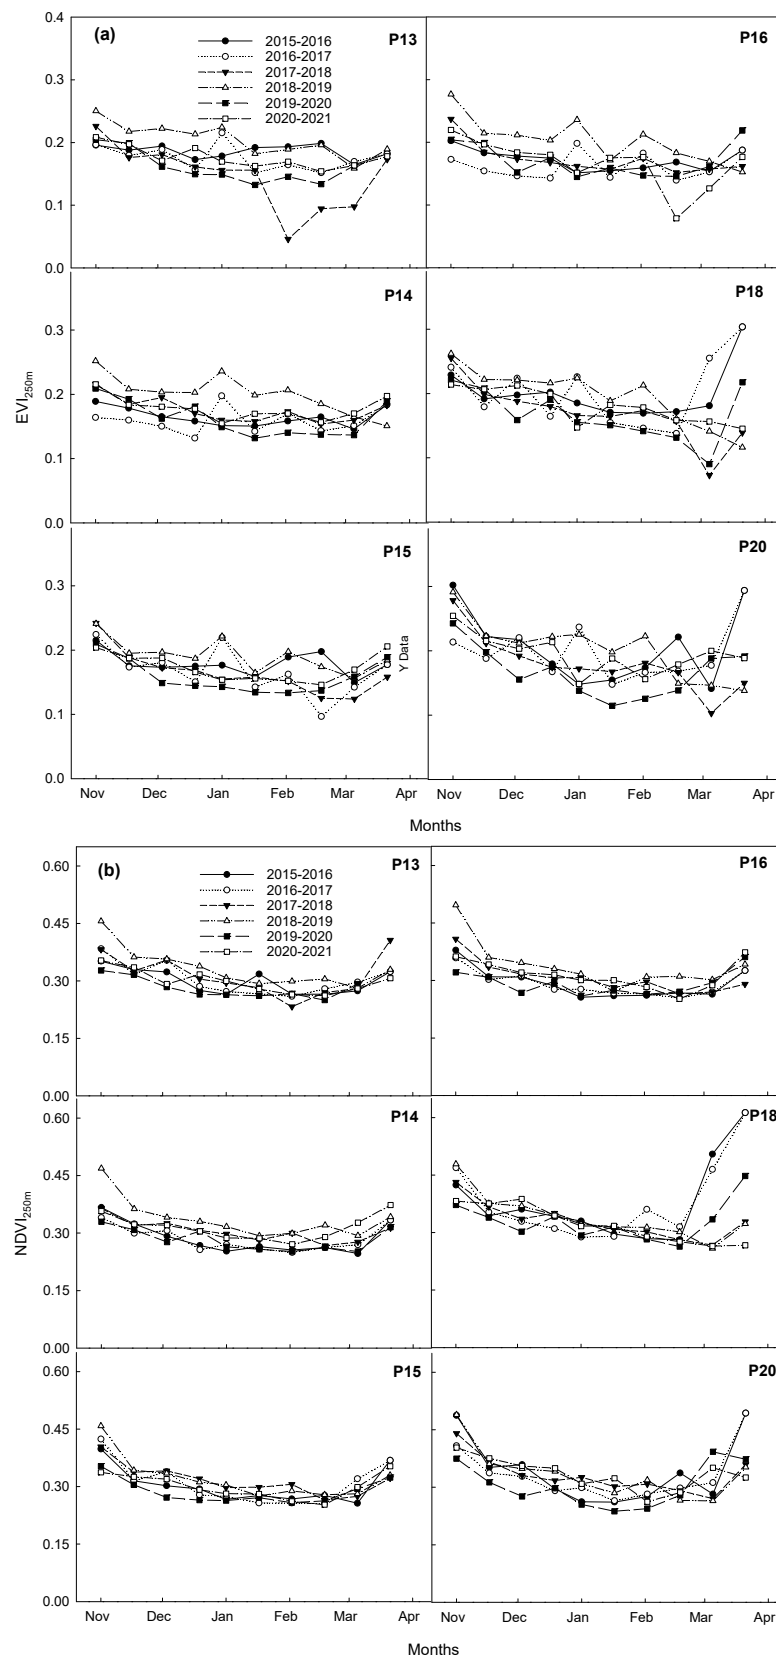 0.4
(a)
P13
P16
2015-2016
2016-2017
2017-2018
2018-2019
2019-2020
2020-2021
0.3
0.2
0.1
0.0
P14
P18
EVI250m
0.3
0.2
0.1
0.0
P15
P20
0.3
0.2
Y Data
0.1
0.0
Nov Dec Jan Feb Mar Apr Nov Dec Jan Feb Mar Apr
Months
(b)
P13
P16
0.60
2015-2016
2016-2017
2017-2018
2018-2019
2019-2020
2020-2021
0.45
0.30
0.15
0.00
P14
P18
0.60
0.45
NDVI250m
0.30
0.15
0.00
P15
P20
0.60
0.45
0.30
0.15
0.00
Nov Dec Jan Feb Mar Apr Nov Dec Jan Feb Mar Apr
Months